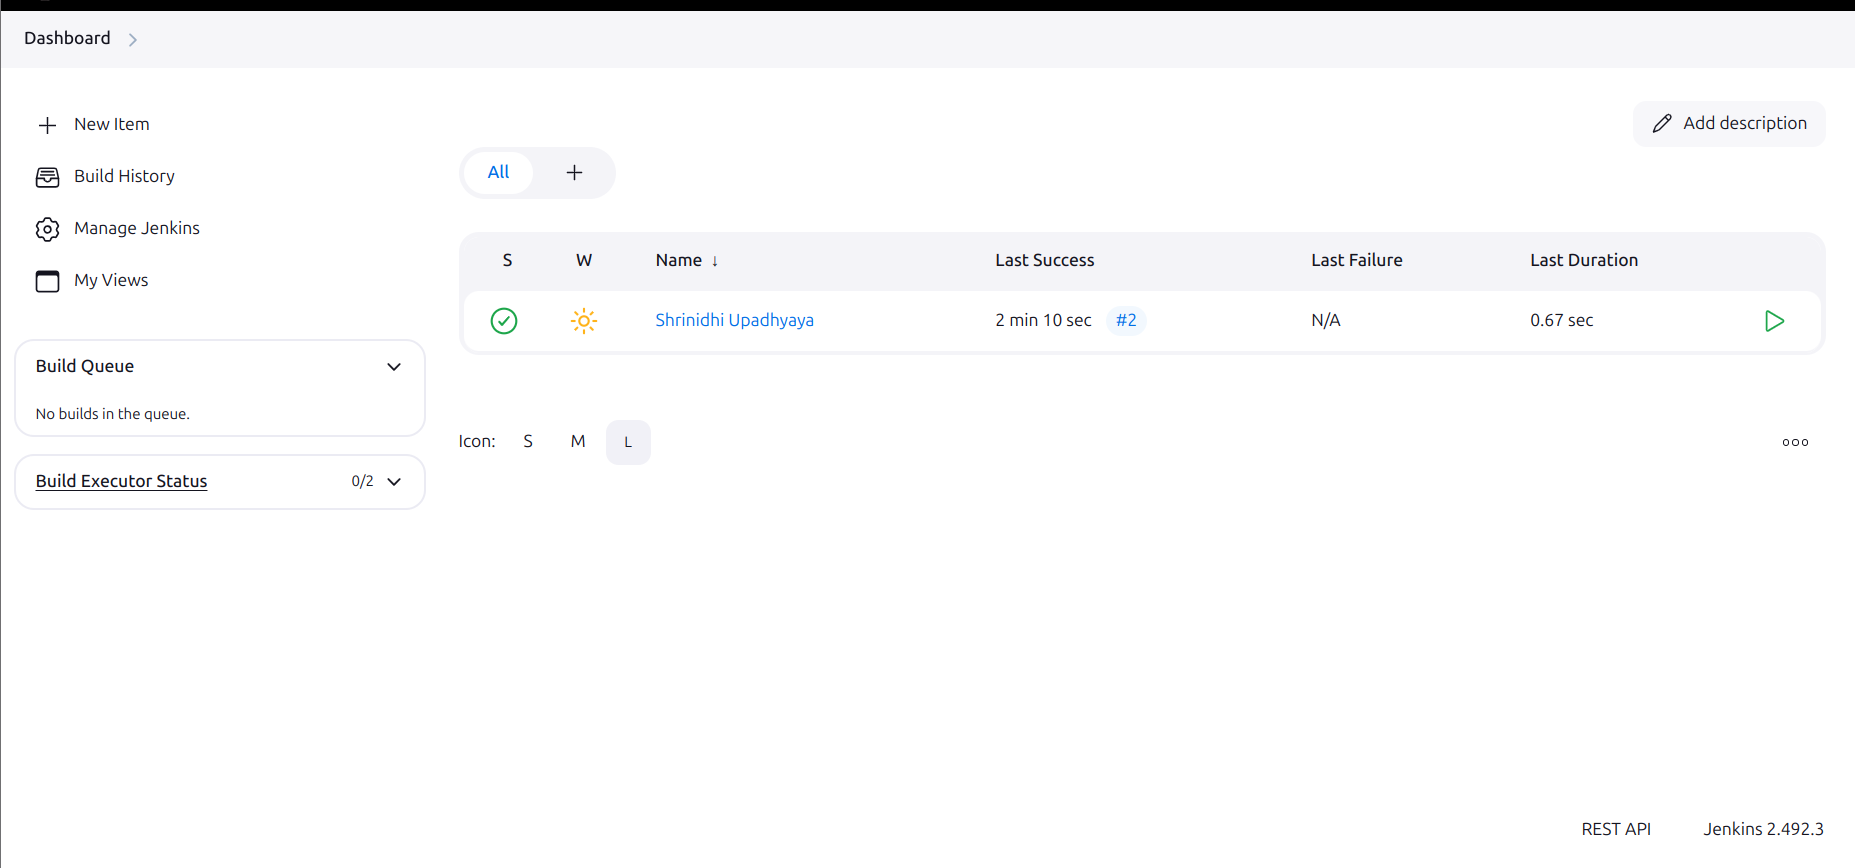 Dashboard
New Item
Build History
Manage Jenkins
My Views
Build Queue
No builds in the queue.
Build Executor Status 0/2
Add description
All
S W Name ↓ Last Success Last Failure Last Duration
Shrinidhi Upadhyaya 2 min 10 sec #2 N/A 0.67 sec
Icon: S M L
REST API Jenkins 2.492.3